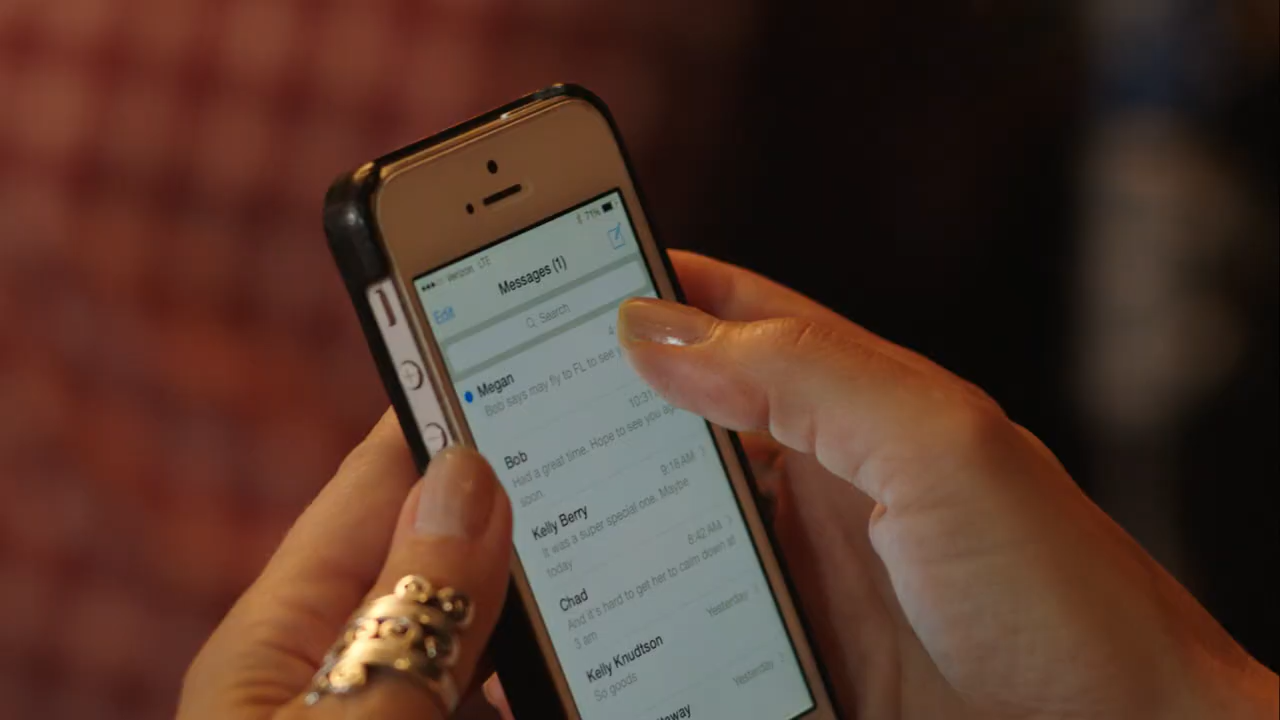 Verizon LTE 71%
Edit Messages (1)
Search
Megan
Bob says may fly to FL to see
10:31
Bob
Had a great time. Hope to see you
soon.
9:16 AM
Kelly Berry
It was a super special one. Maybe
today
8:42 AM
Chad
And it's hard to get her to calm down at
3 am
Yesterday
Kelly Knudtson
So goods
Yesterday